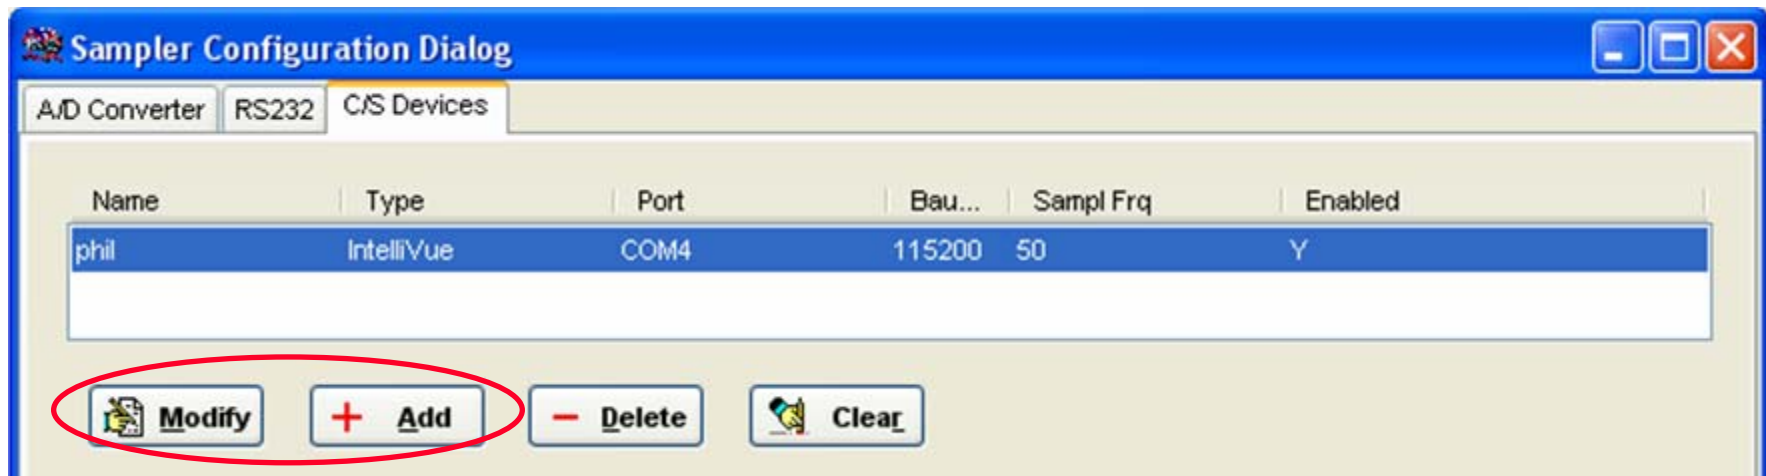 Sampler Configuration Dialog
A/D Converter RS232 C/S Devices
Name Type Port Bau... Sampl Frq Enabled
phil IntelliVue COM4 115200 50 Y
Modify Add Delete Clear